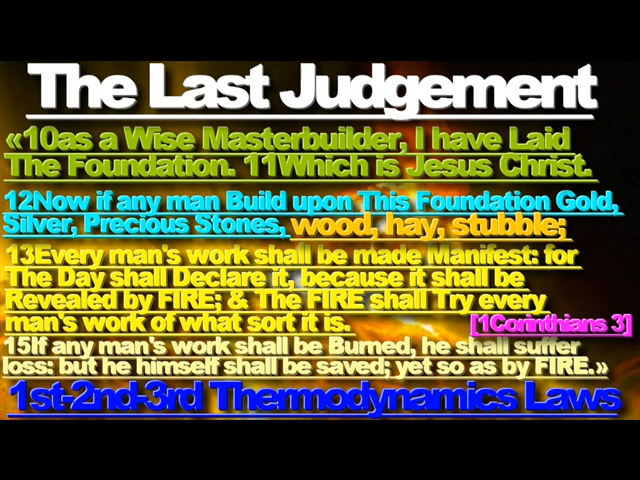 The Last Judgement
«10as a Wise Masterbuilder, I have Laid
The Foundation. 11Which is Jesus Christ.
12Now if any man Build upon This Foundation Gold,
Silver, Precious Stones, wood, hay, stubble;
13Every man's work shall be made Manifest: for
The Day shall Declare it, because it shall be
Revealed by FIRE; & The FIRE shall Try every
man's work of what sort it is. [1Corinthians 3]
15If any man's work shall be Burned, he shall suffer
loss: but he himself shall be saved; yet so as by FIRE.»
1st-2nd-3rd Thermodynamics Laws